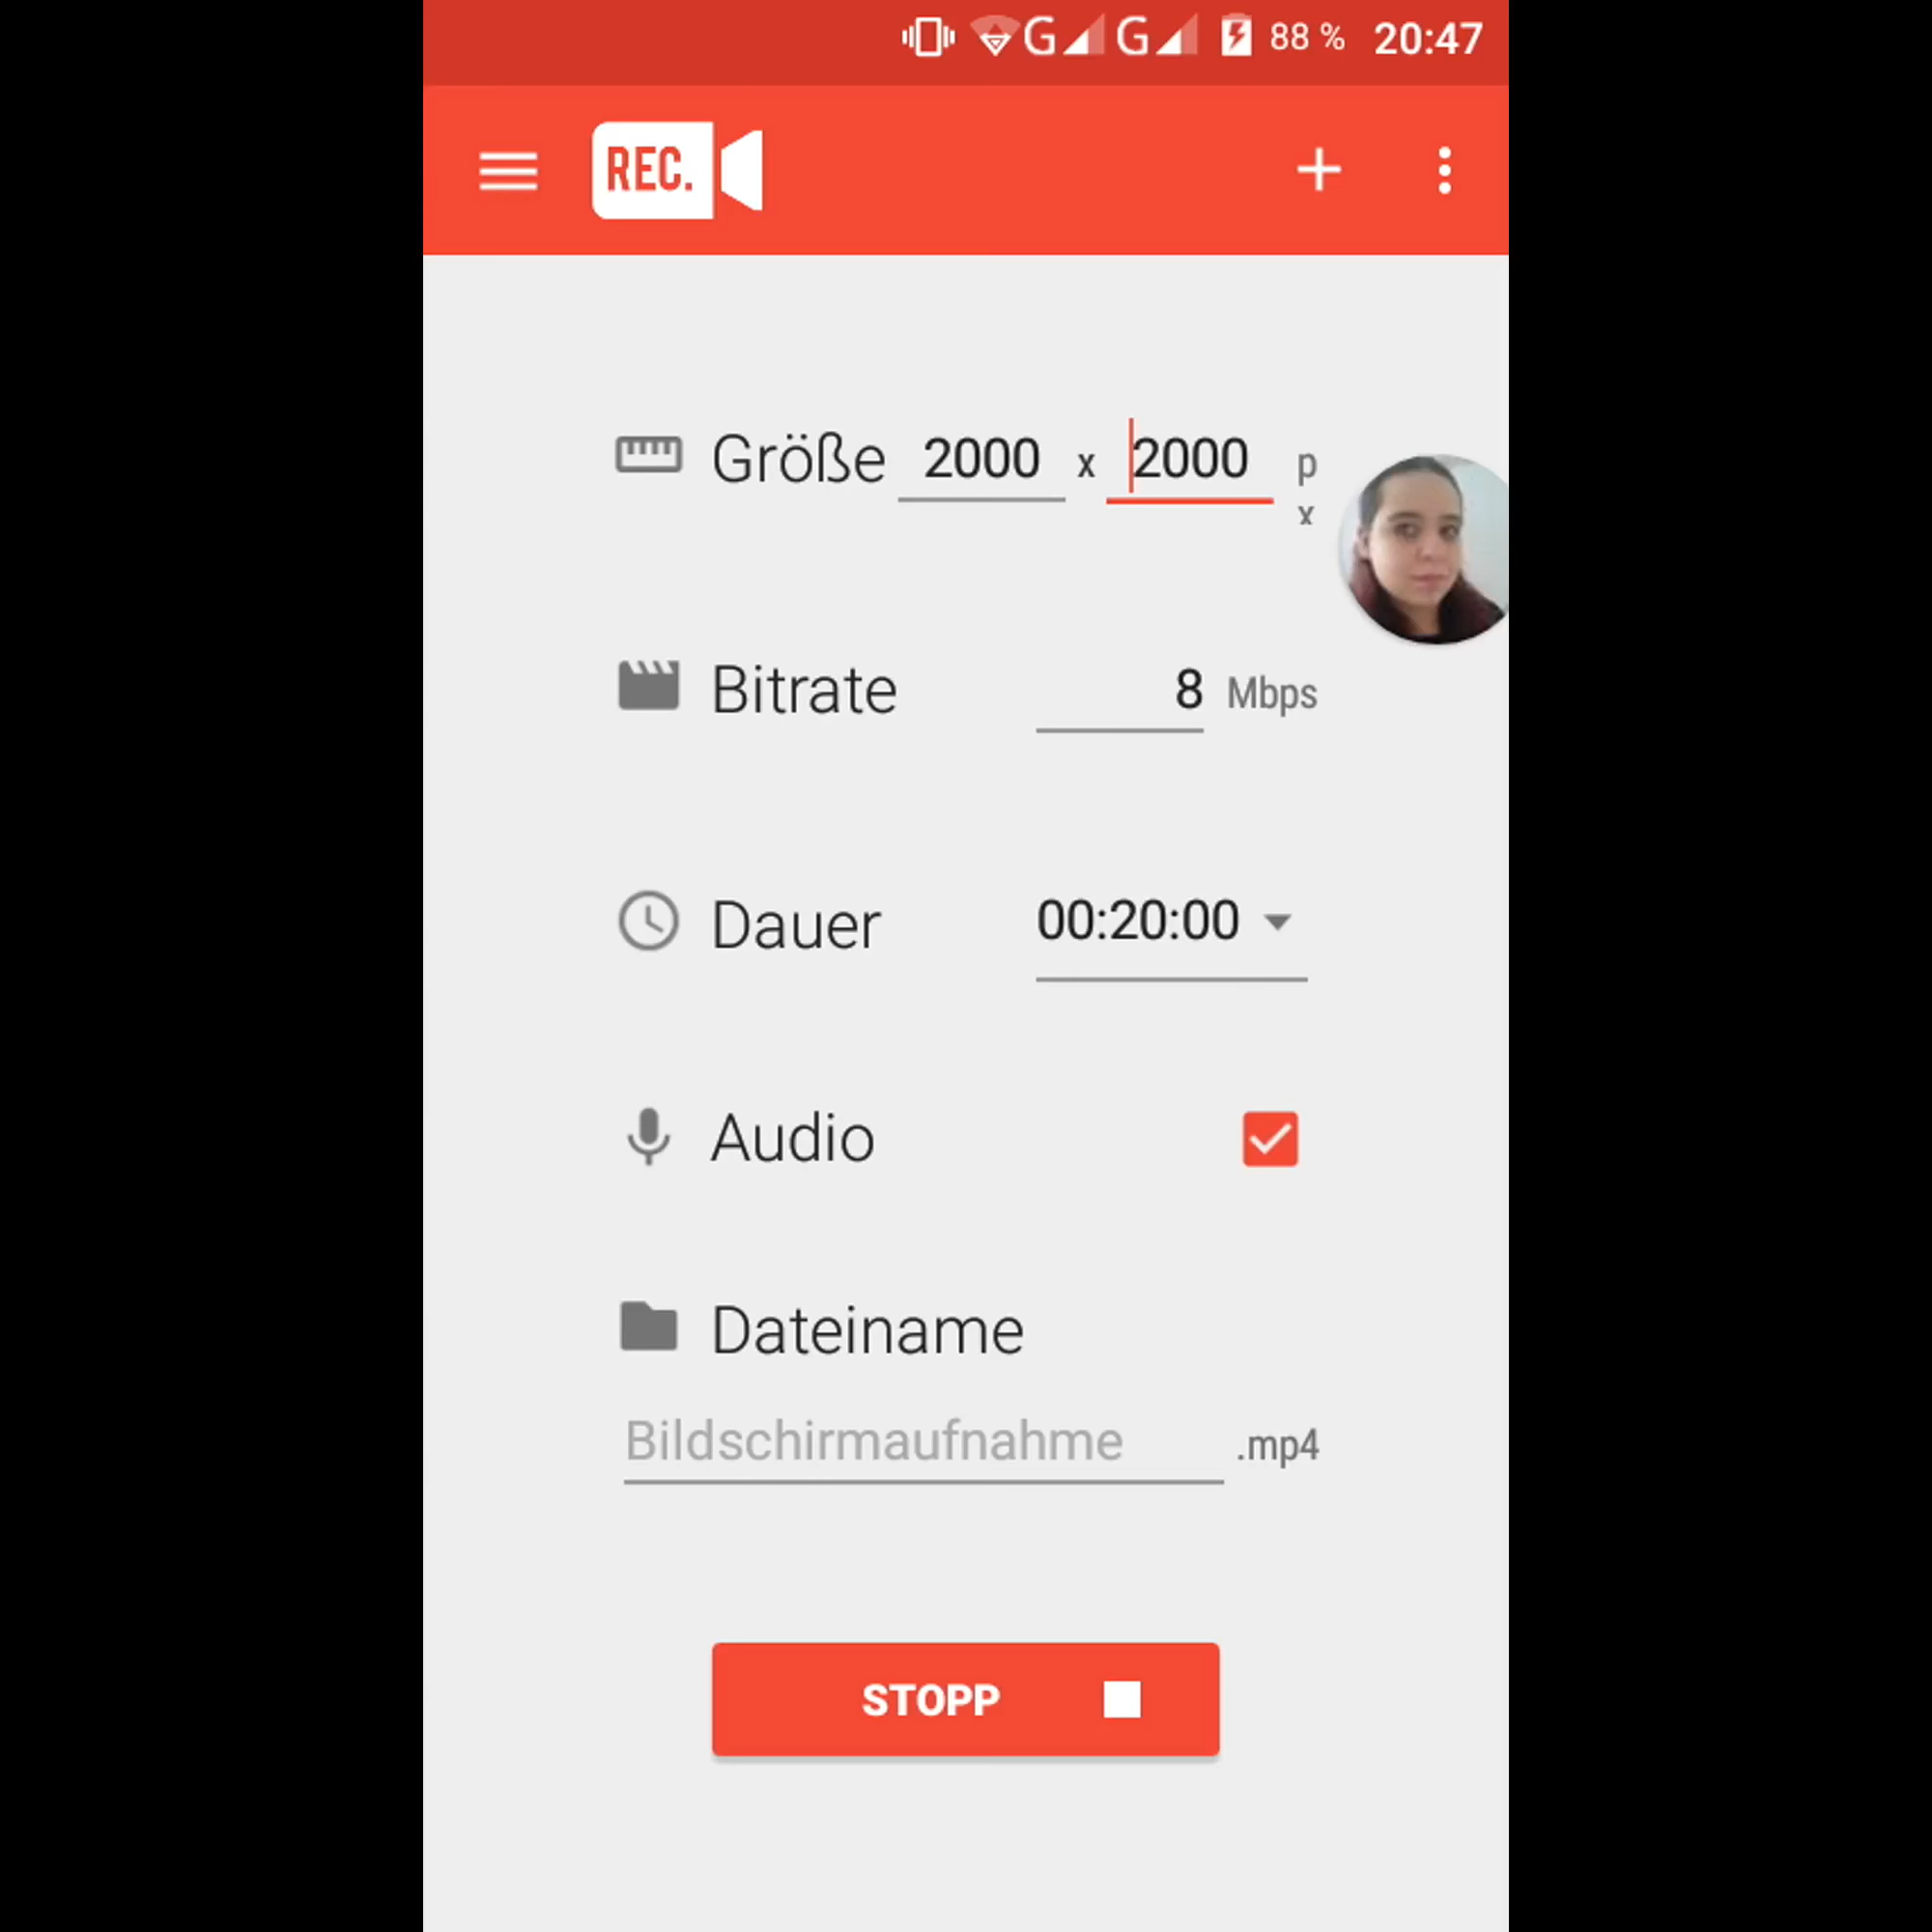 G G 88 % 20:47
REC.
Größe 2000 x 2000 px
Bitrate 8 Mbps
Dauer 00:20:00
Audio
Dateiname
Bildschirmaufnahme .mp4
STOPP